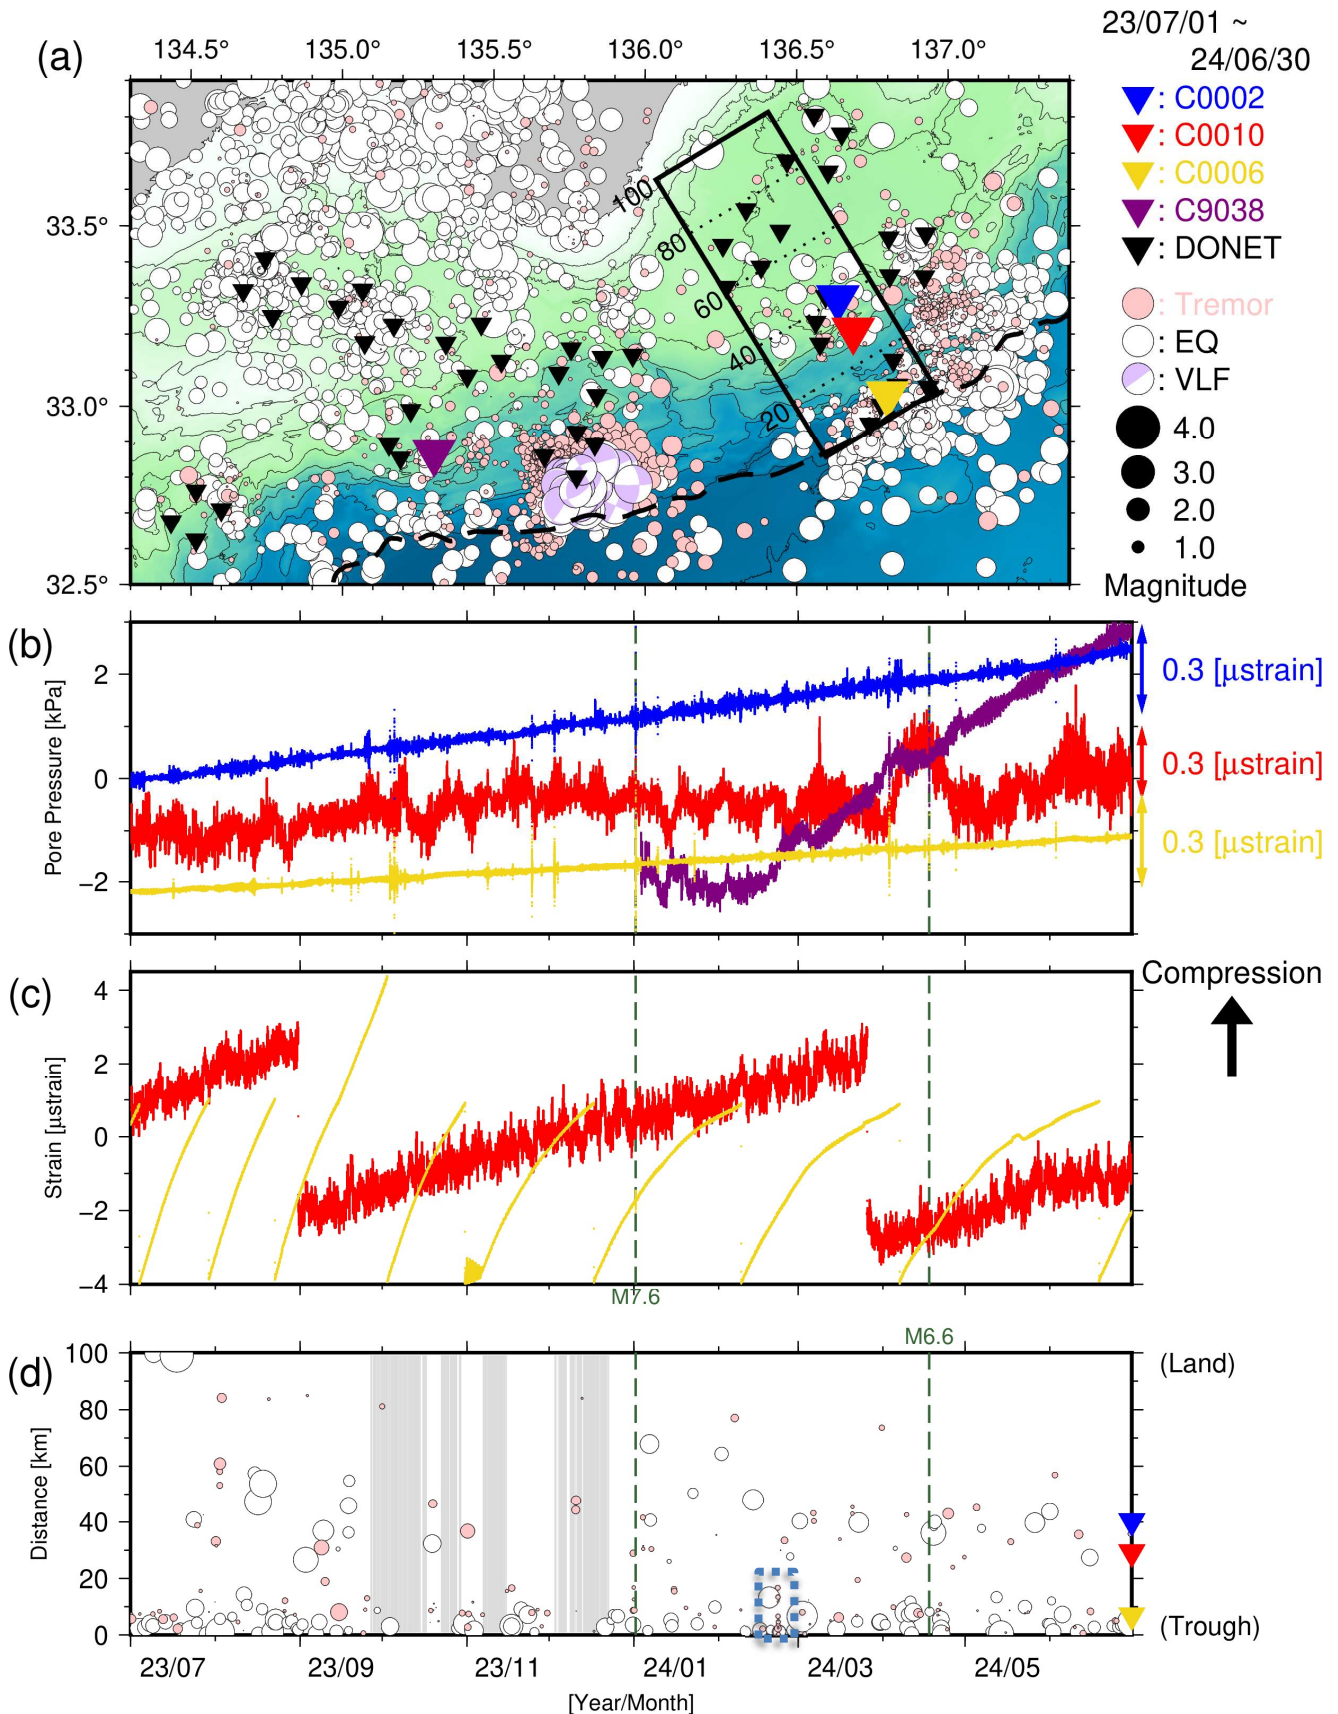 (a)
134.5° 135.0° 135.5° 136.0° 136.5° 137.0°
33.5°
33.0°
32.5°
100
80
60
40
20
23/07/01 ~
24/06/30
: C0002
: C0010
: C0006
: C9038
: DONET
: Tremor
: EQ
: VLF
4.0
3.0
2.0
1.0
Magnitude
(b)
Pore Pressure [kPa]
2
0
−2
0.3 [μstrain]
0.3 [μstrain]
0.3 [μstrain]
(c)
Strain [μstrain]
4
2
0
−2
−4
Compression
M7.6
M6.6
(d)
Distance [km]
100
80
60
40
20
0
(Land)
(Trough)
23/07 23/09 23/11 24/01 24/03 24/05
[Year/Month]